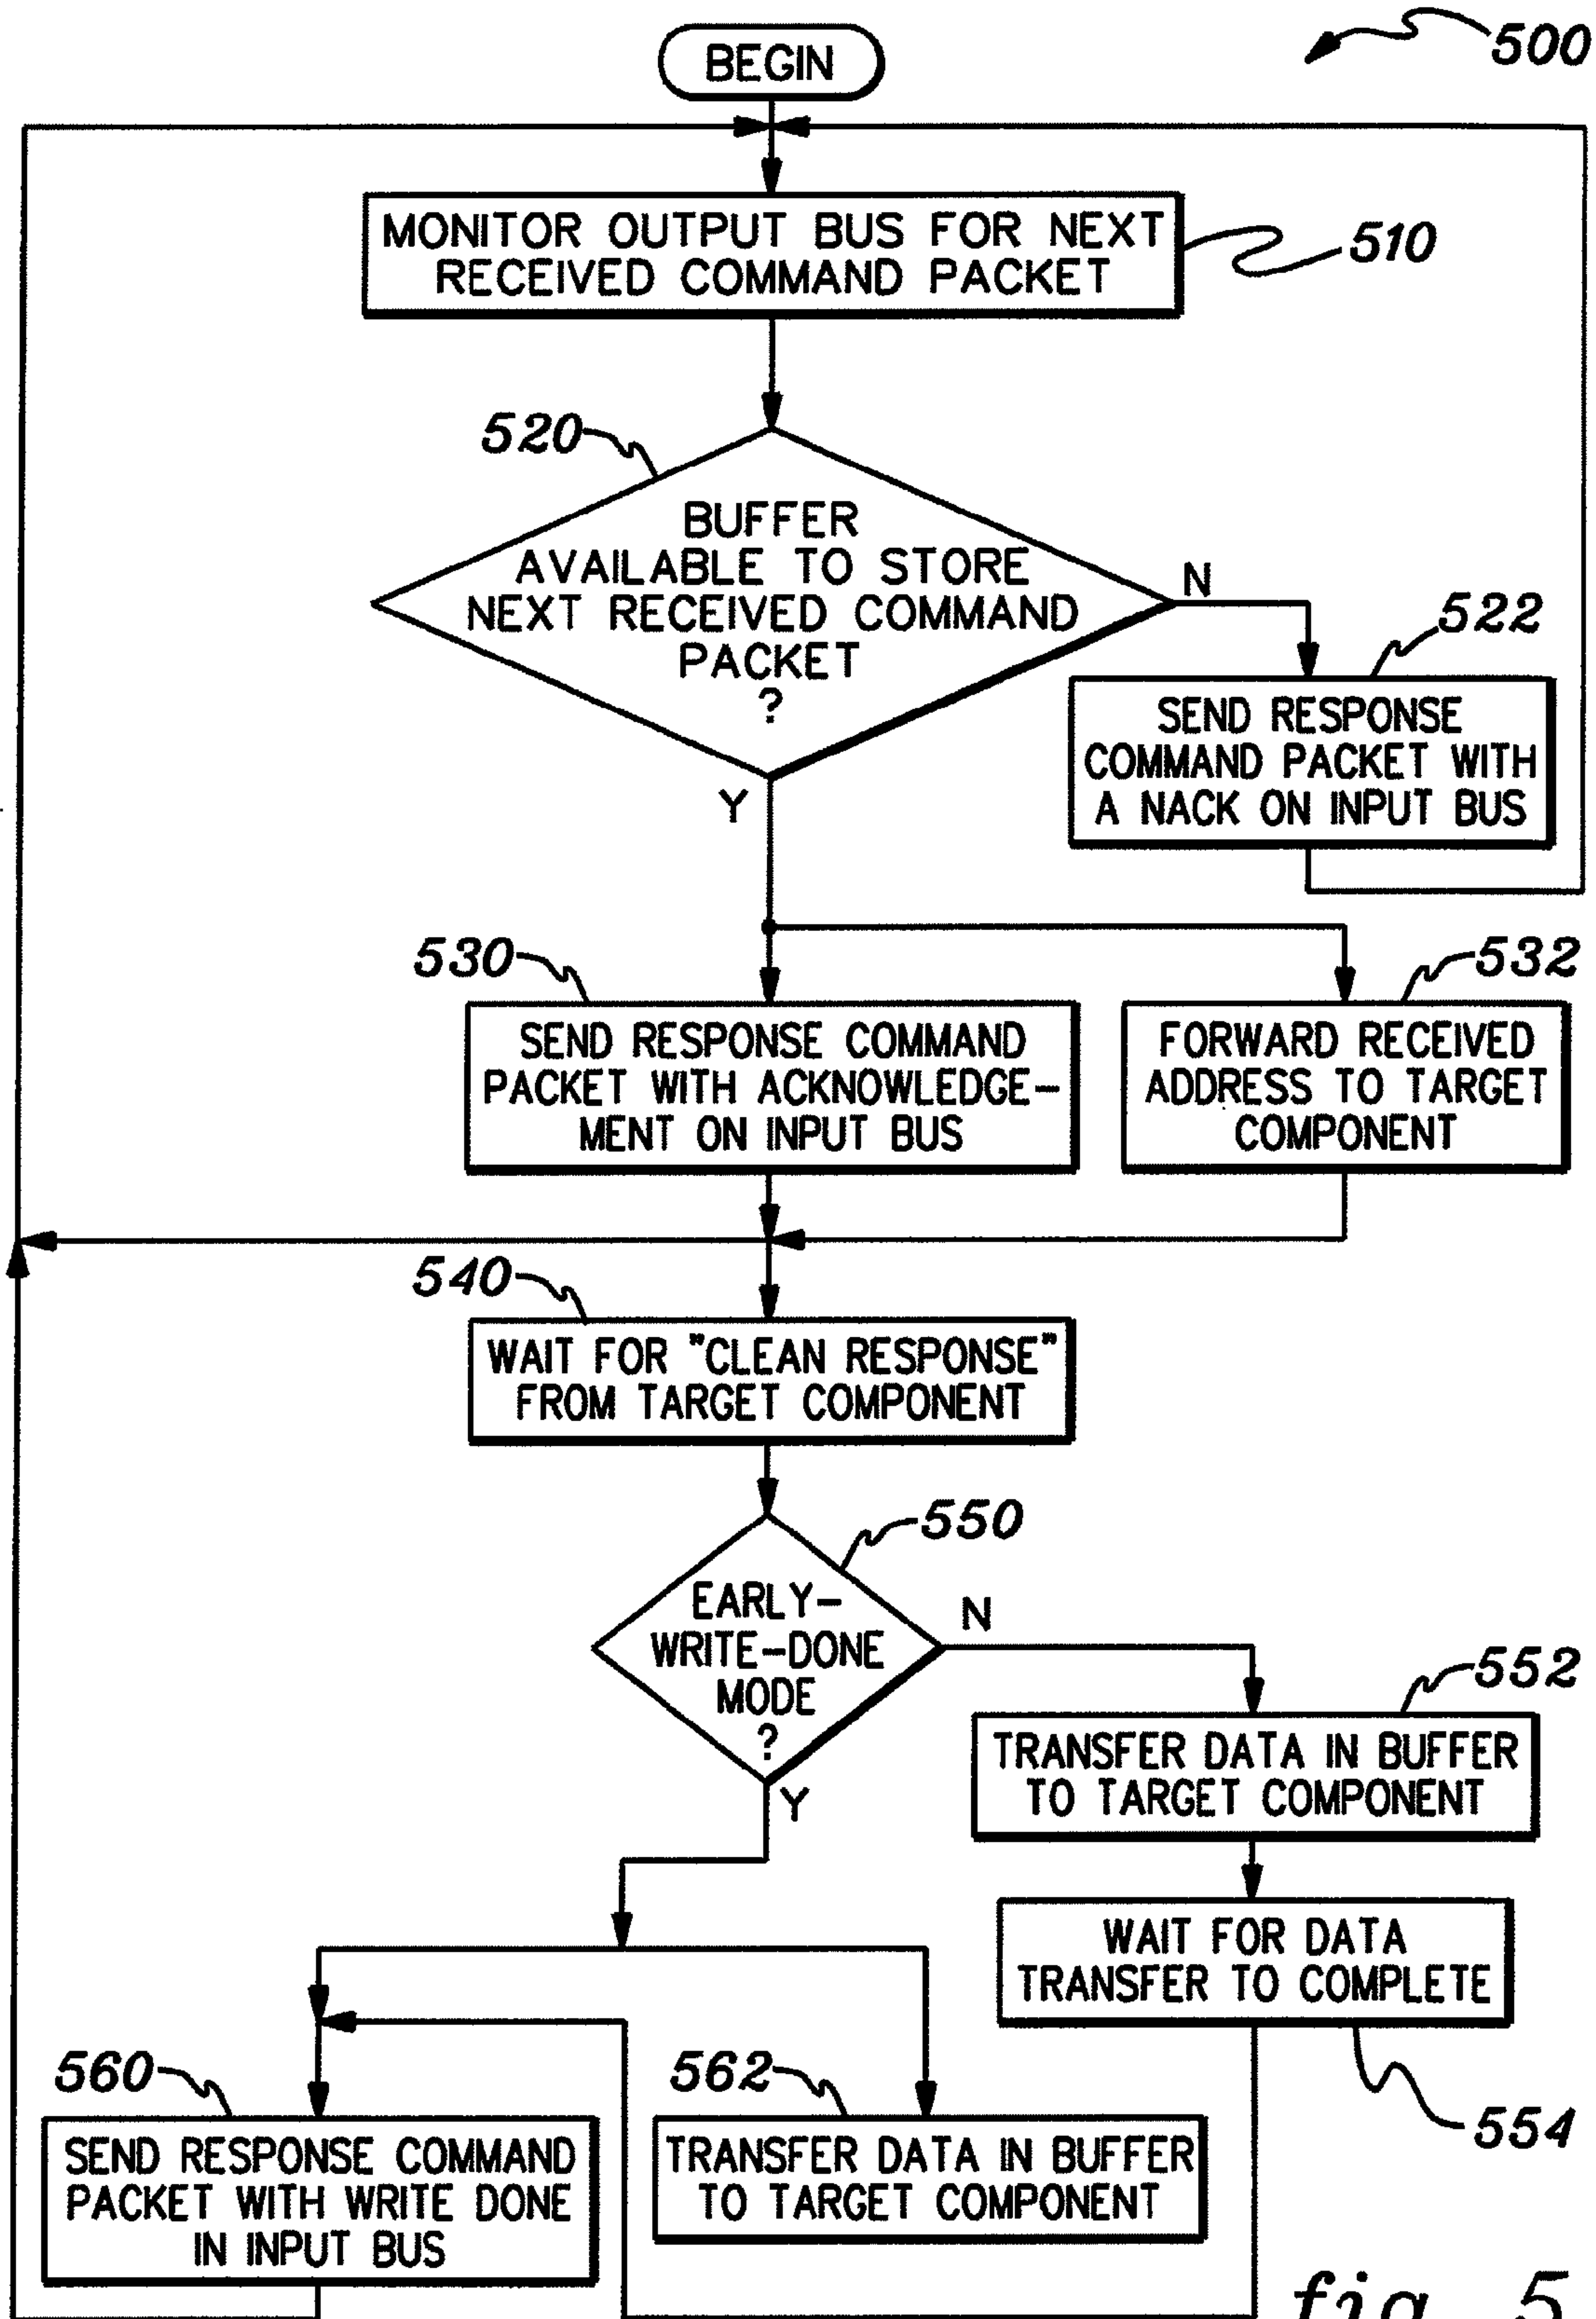 BEGIN
500
MONITOR OUTPUT BUS FOR NEXT
RECEIVED COMMAND PACKET
510
520
BUFFER
AVAILABLE TO STORE
NEXT RECEIVED COMMAND
PACKET
?
N
Y
522
SEND RESPONSE
COMMAND PACKET WITH
A NACK ON INPUT BUS
530
SEND RESPONSE COMMAND
PACKET WITH ACKNOWLEDGE-
MENT ON INPUT BUS
532
FORWARD RECEIVED
ADDRESS TO TARGET
COMPONENT
540
WAIT FOR "CLEAN RESPONSE"
FROM TARGET COMPONENT
550
EARLY-
WRITE-DONE
MODE
?
N
Y
552
TRANSFER DATA IN BUFFER
TO TARGET COMPONENT
WAIT FOR DATA
TRANSFER TO COMPLETE
554
560
SEND RESPONSE COMMAND
PACKET WITH WRITE DONE
IN INPUT BUS
562
TRANSFER DATA IN BUFFER
TO TARGET COMPONENT
fig. 5